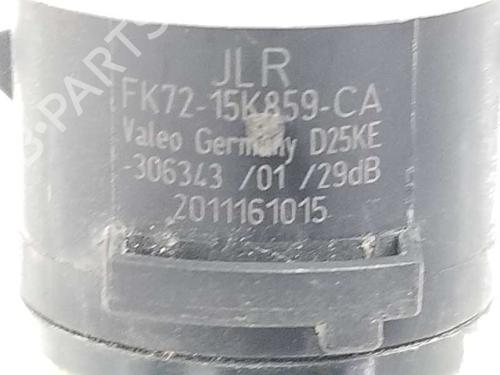 JLR
FK72-15K859-CA
Valeo Germany D25KE
-306343 /01 /29dB
2011161015